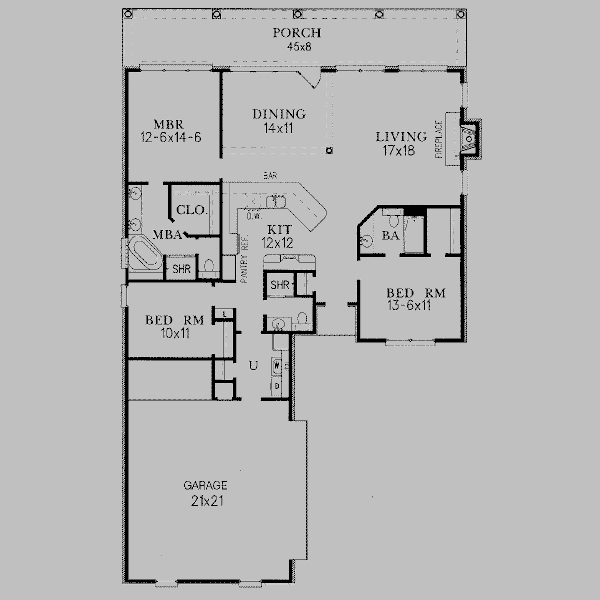 PORCH
45x8
DINING
14x11
MBR
12-6x14-6
LIVING
17x18
FIREPLACE
BAR
CLO.
D.W.
KIT
12x12
MBA
BA
PANTRY REF.
SHR
SHR
BED RM
13-6x11
BED RM
10x11
L
U
W
D
GARAGE
21x21